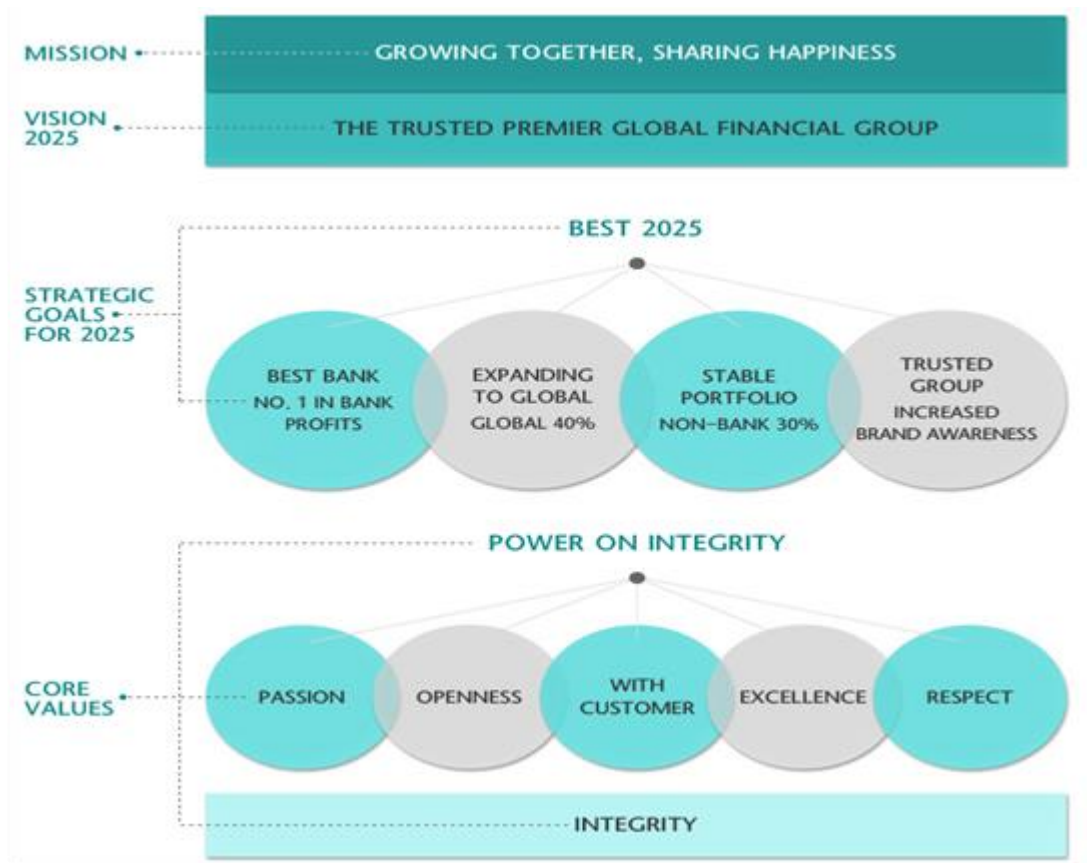 MISSION
GROWING TOGETHER, SHARING HAPPINESS
VISION
2025
THE TRUSTED PREMIER GLOBAL FINANCIAL GROUP
BEST 2025
STRATEGIC
GOALS
FOR 2025
BEST BANK
NO. 1 IN BANK
PROFITS
EXPANDING
TO GLOBAL
GLOBAL 40%
STABLE
PORTFOLIO
NON-BANK 30%
TRUSTED
GROUP
INCREASED
BRAND AWARENESS
POWER ON INTEGRITY
CORE
VALUES
PASSION
OPENNESS
WITH
CUSTOMER
EXCELLENCE
RESPECT
INTEGRITY